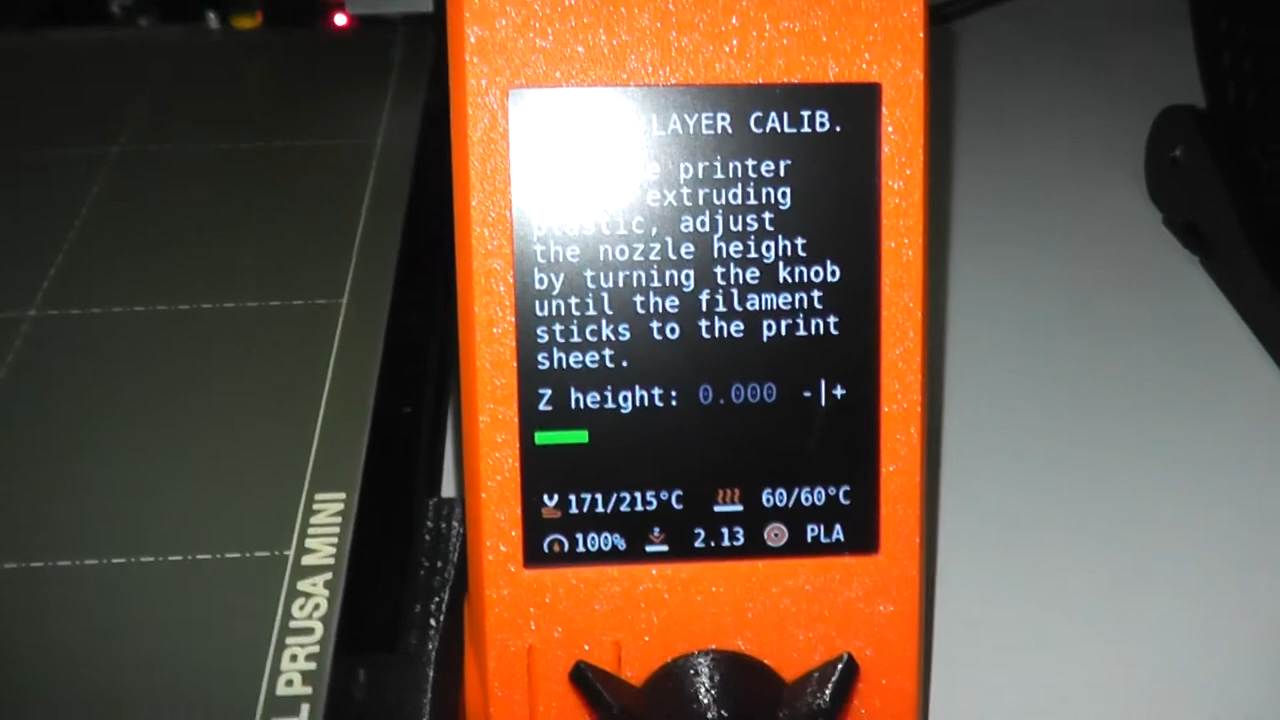 LAYER CALIB.
printer
extruding
plastic, adjust
the nozzle height
by turning the knob
until the filament
sticks to the print
sheet.
Z height: 0.000 -|+
171/215°C 60/60°C
100% 2.13 PLA
L PRUSA MINI